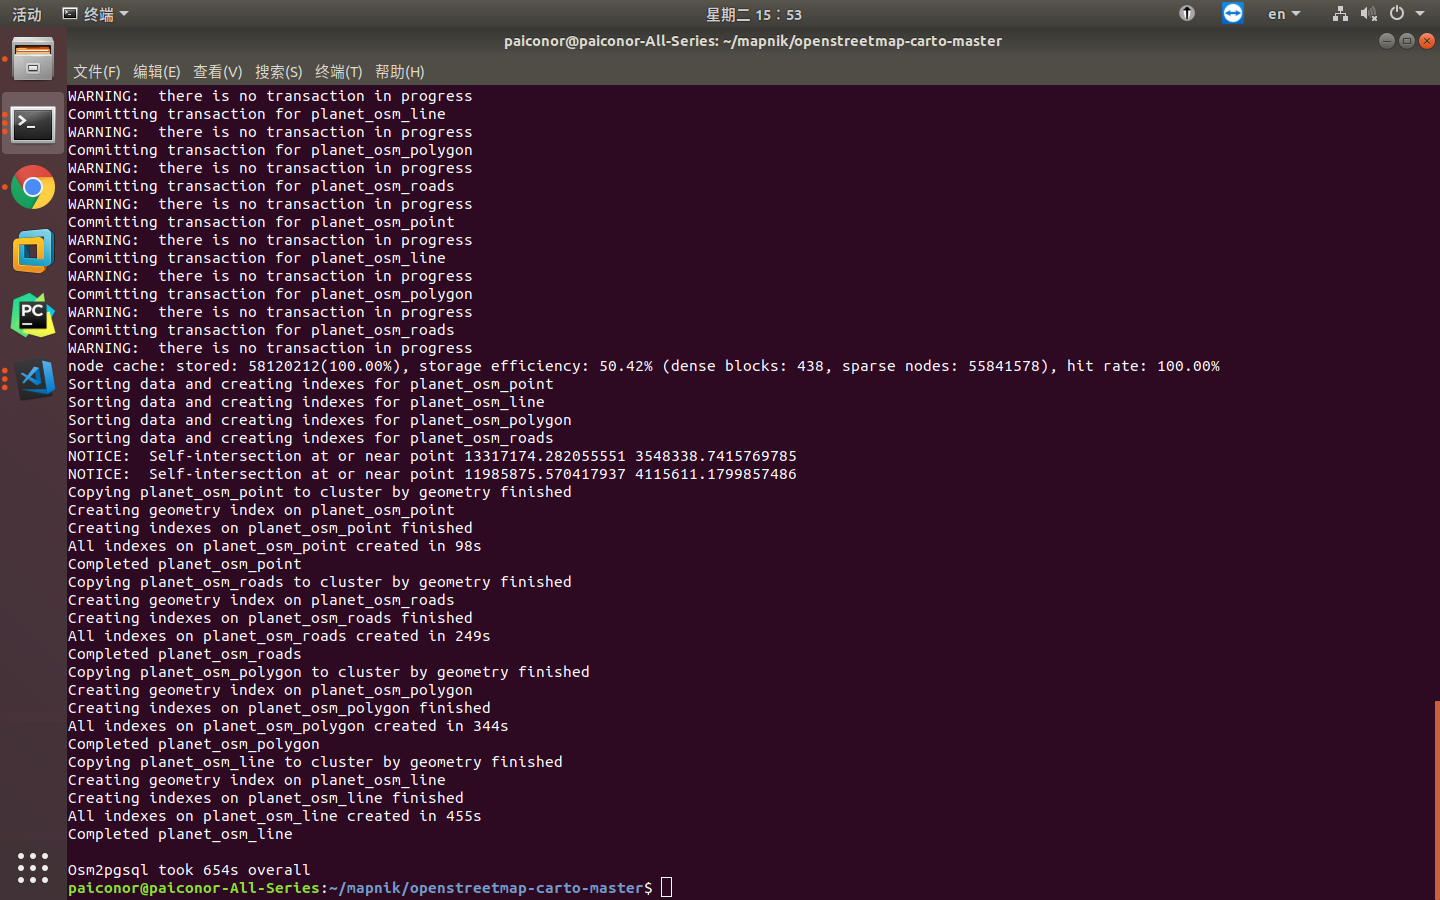 活动 终端 星期二 15：53 en
paiconor@paiconor-All-Series: ~/mapnik/openstreetmap-carto-master
文件(F) 编辑(E) 查看(V) 搜索(S) 终端(T) 帮助(H)
WARNING:  there is no transaction in progress
Committing transaction for planet_osm_line
WARNING:  there is no transaction in progress
Committing transaction for planet_osm_polygon
WARNING:  there is no transaction in progress
Committing transaction for planet_osm_roads
WARNING:  there is no transaction in progress
Committing transaction for planet_osm_point
WARNING:  there is no transaction in progress
Committing transaction for planet_osm_line
WARNING:  there is no transaction in progress
Committing transaction for planet_osm_polygon
WARNING:  there is no transaction in progress
Committing transaction for planet_osm_roads
WARNING:  there is no transaction in progress
node cache: stored: 58120212(100.00%), storage efficiency: 50.42% (dense blocks: 438, sparse nodes: 55841578), hit rate: 100.00%
Sorting data and creating indexes for planet_osm_point
Sorting data and creating indexes for planet_osm_line
Sorting data and creating indexes for planet_osm_polygon
Sorting data and creating indexes for planet_osm_roads
NOTICE:  Self-intersection at or near point 13317174.282055551 3548338.7415769785
NOTICE:  Self-intersection at or near point 11985875.570417937 4115611.1799857486
Copying planet_osm_point to cluster by geometry finished
Creating geometry index on planet_osm_point
Creating indexes on planet_osm_point finished
All indexes on planet_osm_point created in 98s
Completed planet_osm_point
Copying planet_osm_roads to cluster by geometry finished
Creating geometry index on planet_osm_roads
Creating indexes on planet_osm_roads finished
All indexes on planet_osm_roads created in 249s
Completed planet_osm_roads
Copying planet_osm_polygon to cluster by geometry finished
Creating geometry index on planet_osm_polygon
Creating indexes on planet_osm_polygon finished
All indexes on planet_osm_polygon created in 344s
Completed planet_osm_polygon
Copying planet_osm_line to cluster by geometry finished
Creating geometry index on planet_osm_line
Creating indexes on planet_osm_line finished
All indexes on planet_osm_line created in 455s
Completed planet_osm_line
Osm2pgsql took 654s overall
paiconor@paiconor-All-Series:~/mapnik/openstreetmap-carto-master$
PC